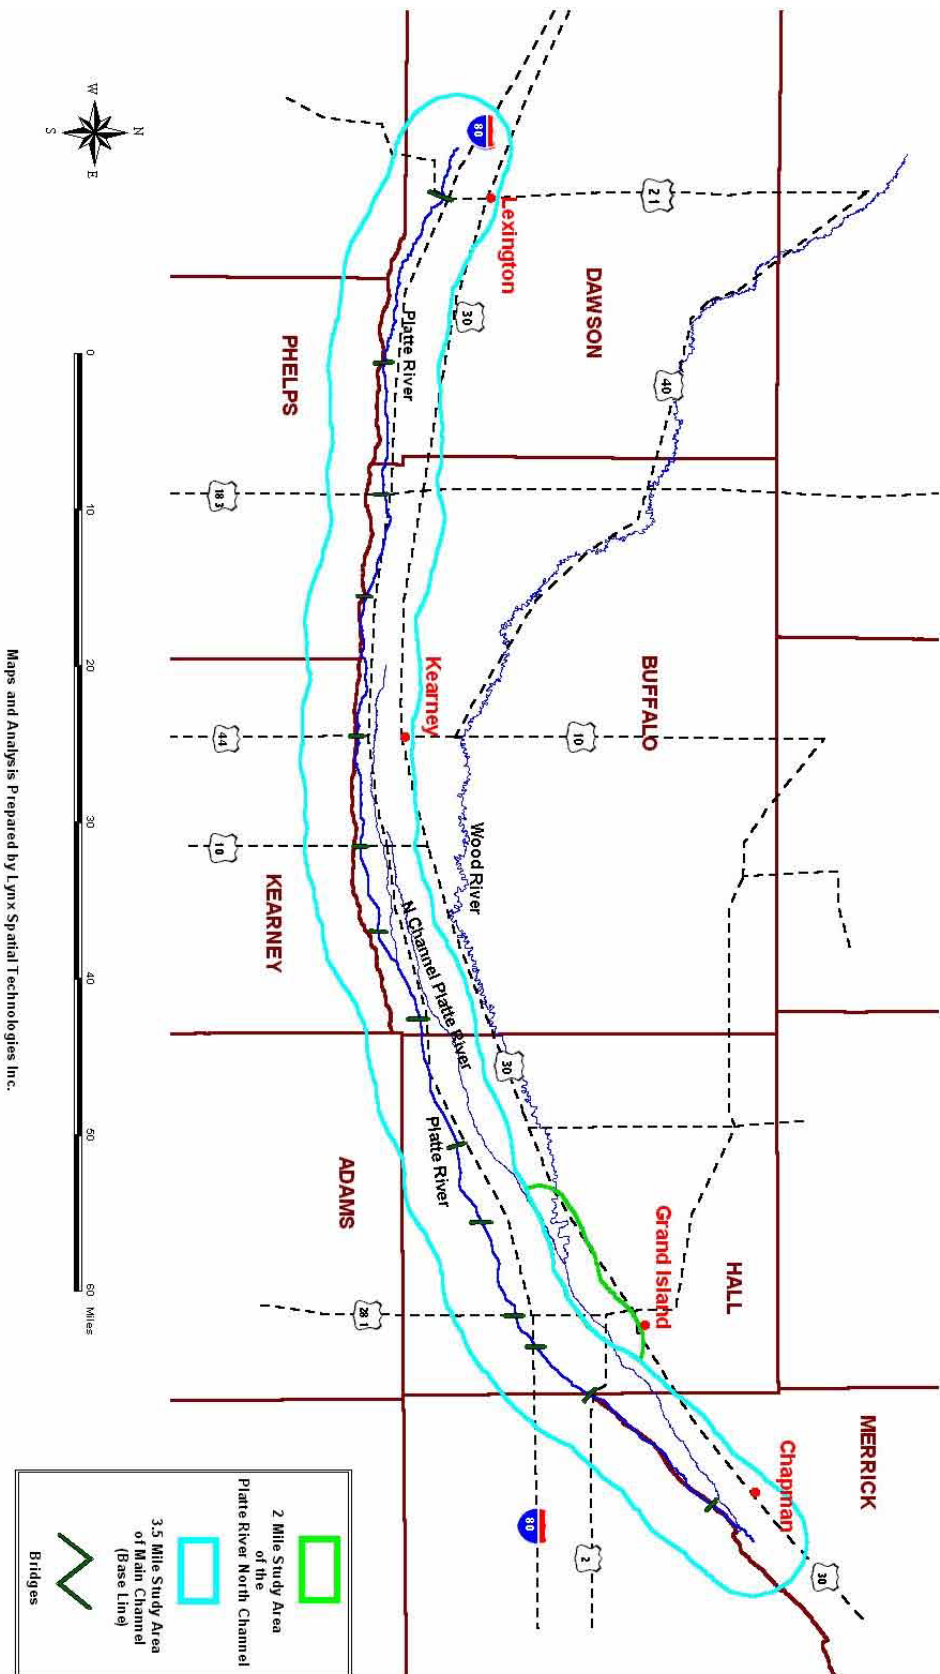 MERRICK
DAWSON
BUFFALO
HALL
PHELPS
KEARNEY
ADAMS
Lexington
Kearney
Grand Island
Chapman
Platte River
Wood River
N Channel Platte River
Platte River
80
21
30
40
183
44
10
10
30
281
80
2
30
N
W
E
S
0
10
20
30
40
50
60 Miles
2 Mile Study Area
of the
Platte River North Channel
3.5 Mile Study Area
of Main Channel
(Base Line)
Bridges
Maps and Analysis Prepared by Lynx Spatial Technologies Inc.